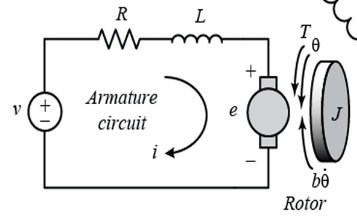 R
L
T
θ
+
v
+
−
Armature
circuit
e
J
i
−
bθ̇
Rotor